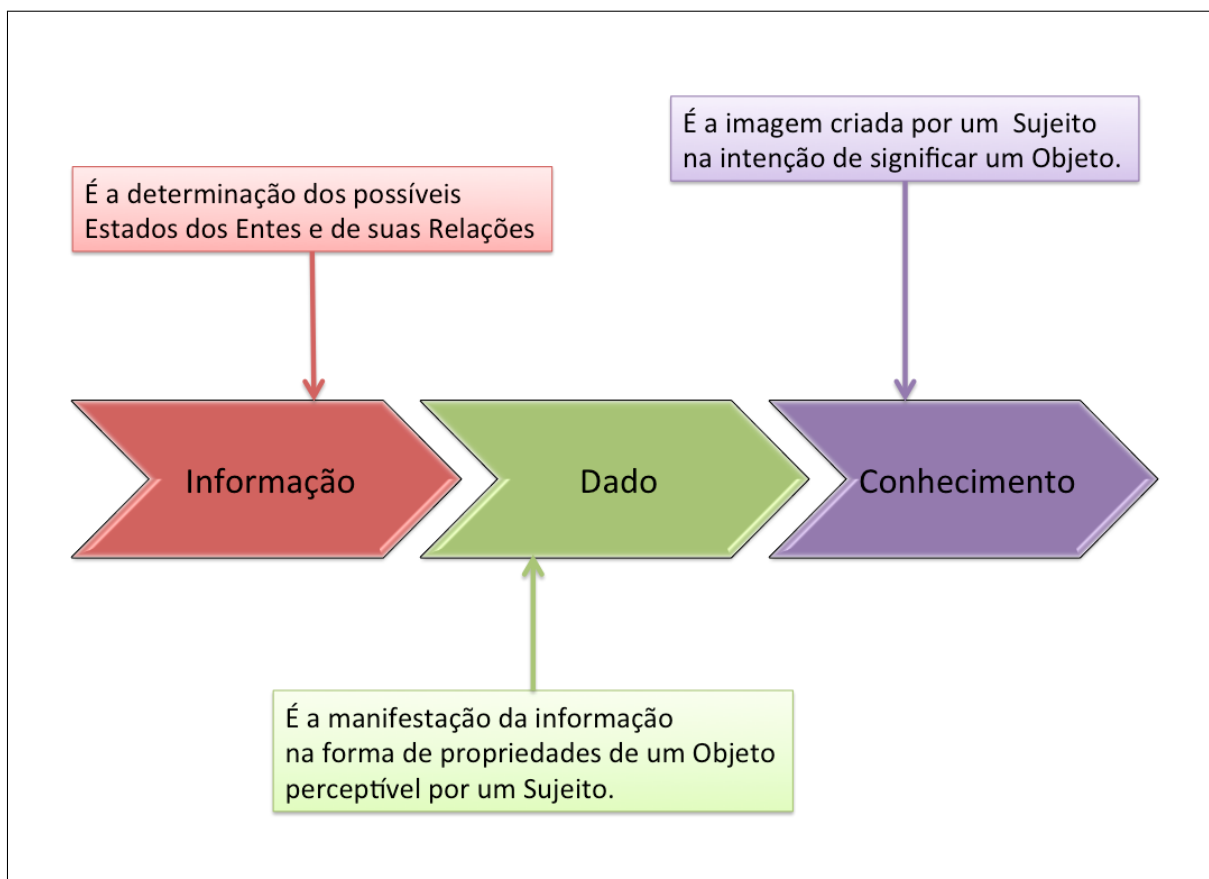 É a imagem criada por um Sujeito
na intenção de significar um Objeto.
É a determinação dos possíveis
Estados dos Entes e de suas Relações
Informação
Dado
Conhecimento
É a manifestação da informação
na forma de propriedades de um Objeto
perceptível por um Sujeito.